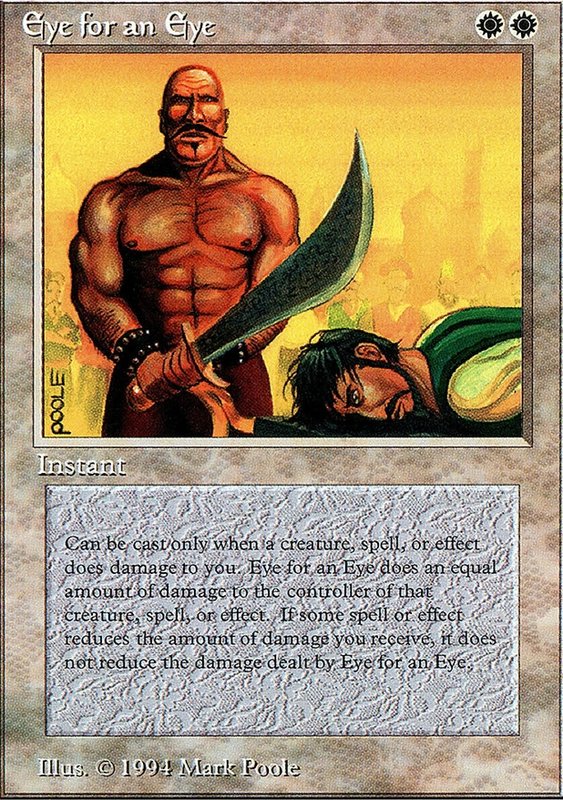 Eye for an Eye
POOLE
Instant
Can be cast only when a creature, spell, or effect
does damage to you. Eye for an Eye does an equal
amount of damage to the controller of that
creature, spell, or effect. If some spell or effect
reduces the amount of damage you receive, it does
not reduce the damage dealt by Eye for an Eye.
Illus. © 1994 Mark Poole